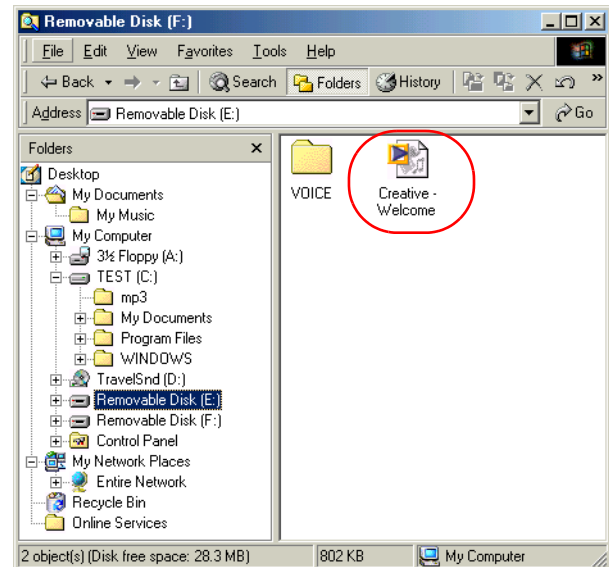 Removable Disk (F:)
File Edit View Favorites Tools Help
Back Search Folders History »
Address Removable Disk (E:) Go
Folders x
Desktop
My Documents
My Music
My Computer
3½ Floppy (A:)
TEST (C:)
mp3
My Documents
Program Files
WINDOWS
TravelSnd (D:)
Removable Disk (E:)
Removable Disk (F:)
Control Panel
My Network Places
Entire Network
Recycle Bin
Online Services
VOICE
Creative -
Welcome
2 object(s) (Disk free space: 28.3 MB) 802 KB My Computer